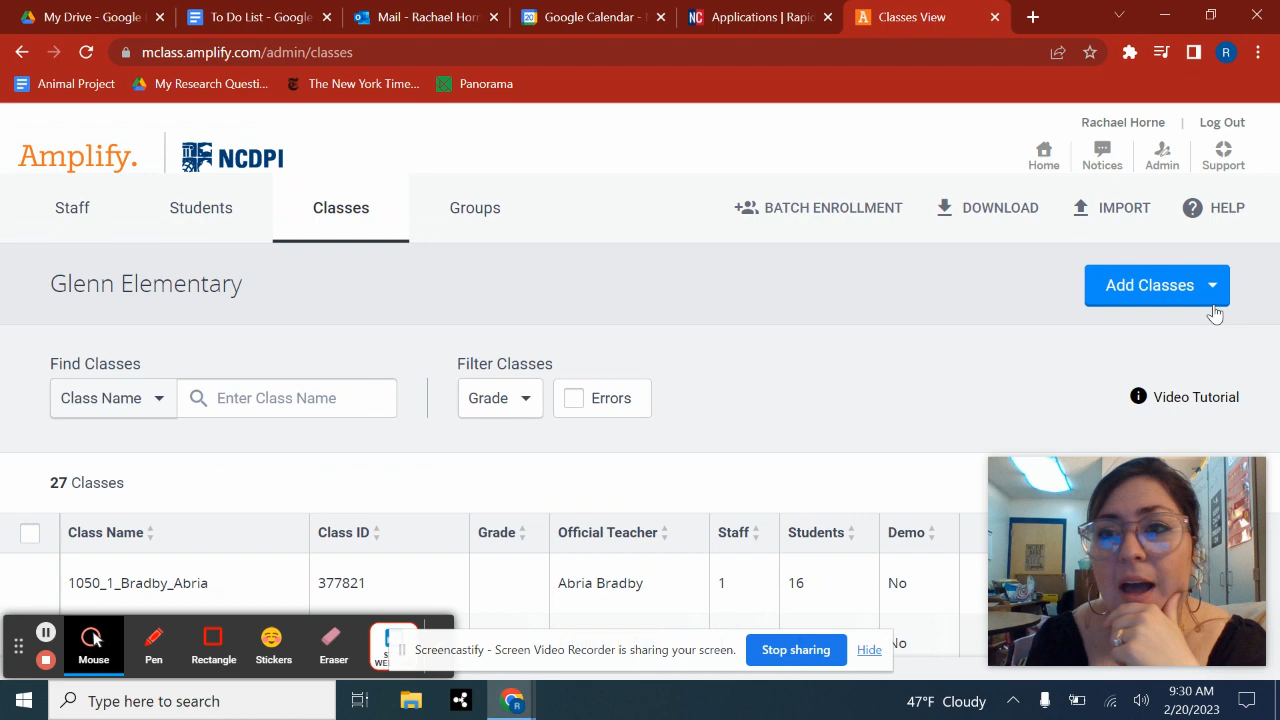 My Drive - Google
To Do List - Google
Mail - Rachael Horn
Google Calendar -
Applications | Rapid
Classes View
mclass.amplify.com/admin/classes
R
Animal Project
My Research Questi...
The New York Time...
Panorama
Rachael Horne | Log Out
Amplify.
NCDPI
Home
Notices
Admin
Support
Staff
Students
Classes
Groups
BATCH ENROLLMENT
DOWNLOAD
IMPORT
HELP
Glenn Elementary
Add Classes
Find Classes
Filter Classes
Class Name
Enter Class Name
Grade
Errors
Video Tutorial
27 Classes
Class Name
Class ID
Grade
Official Teacher
Staff
Students
Demo
1050_1_Bradby_Abria
377821
Abria Bradby
1
16
No
No
Mouse
Pen
Rectangle
Stickers
Eraser
Screencastify - Screen Video Recorder is sharing your screen.
Stop sharing
Hide
Type here to search
47°F Cloudy
9:30 AM
2/20/2023